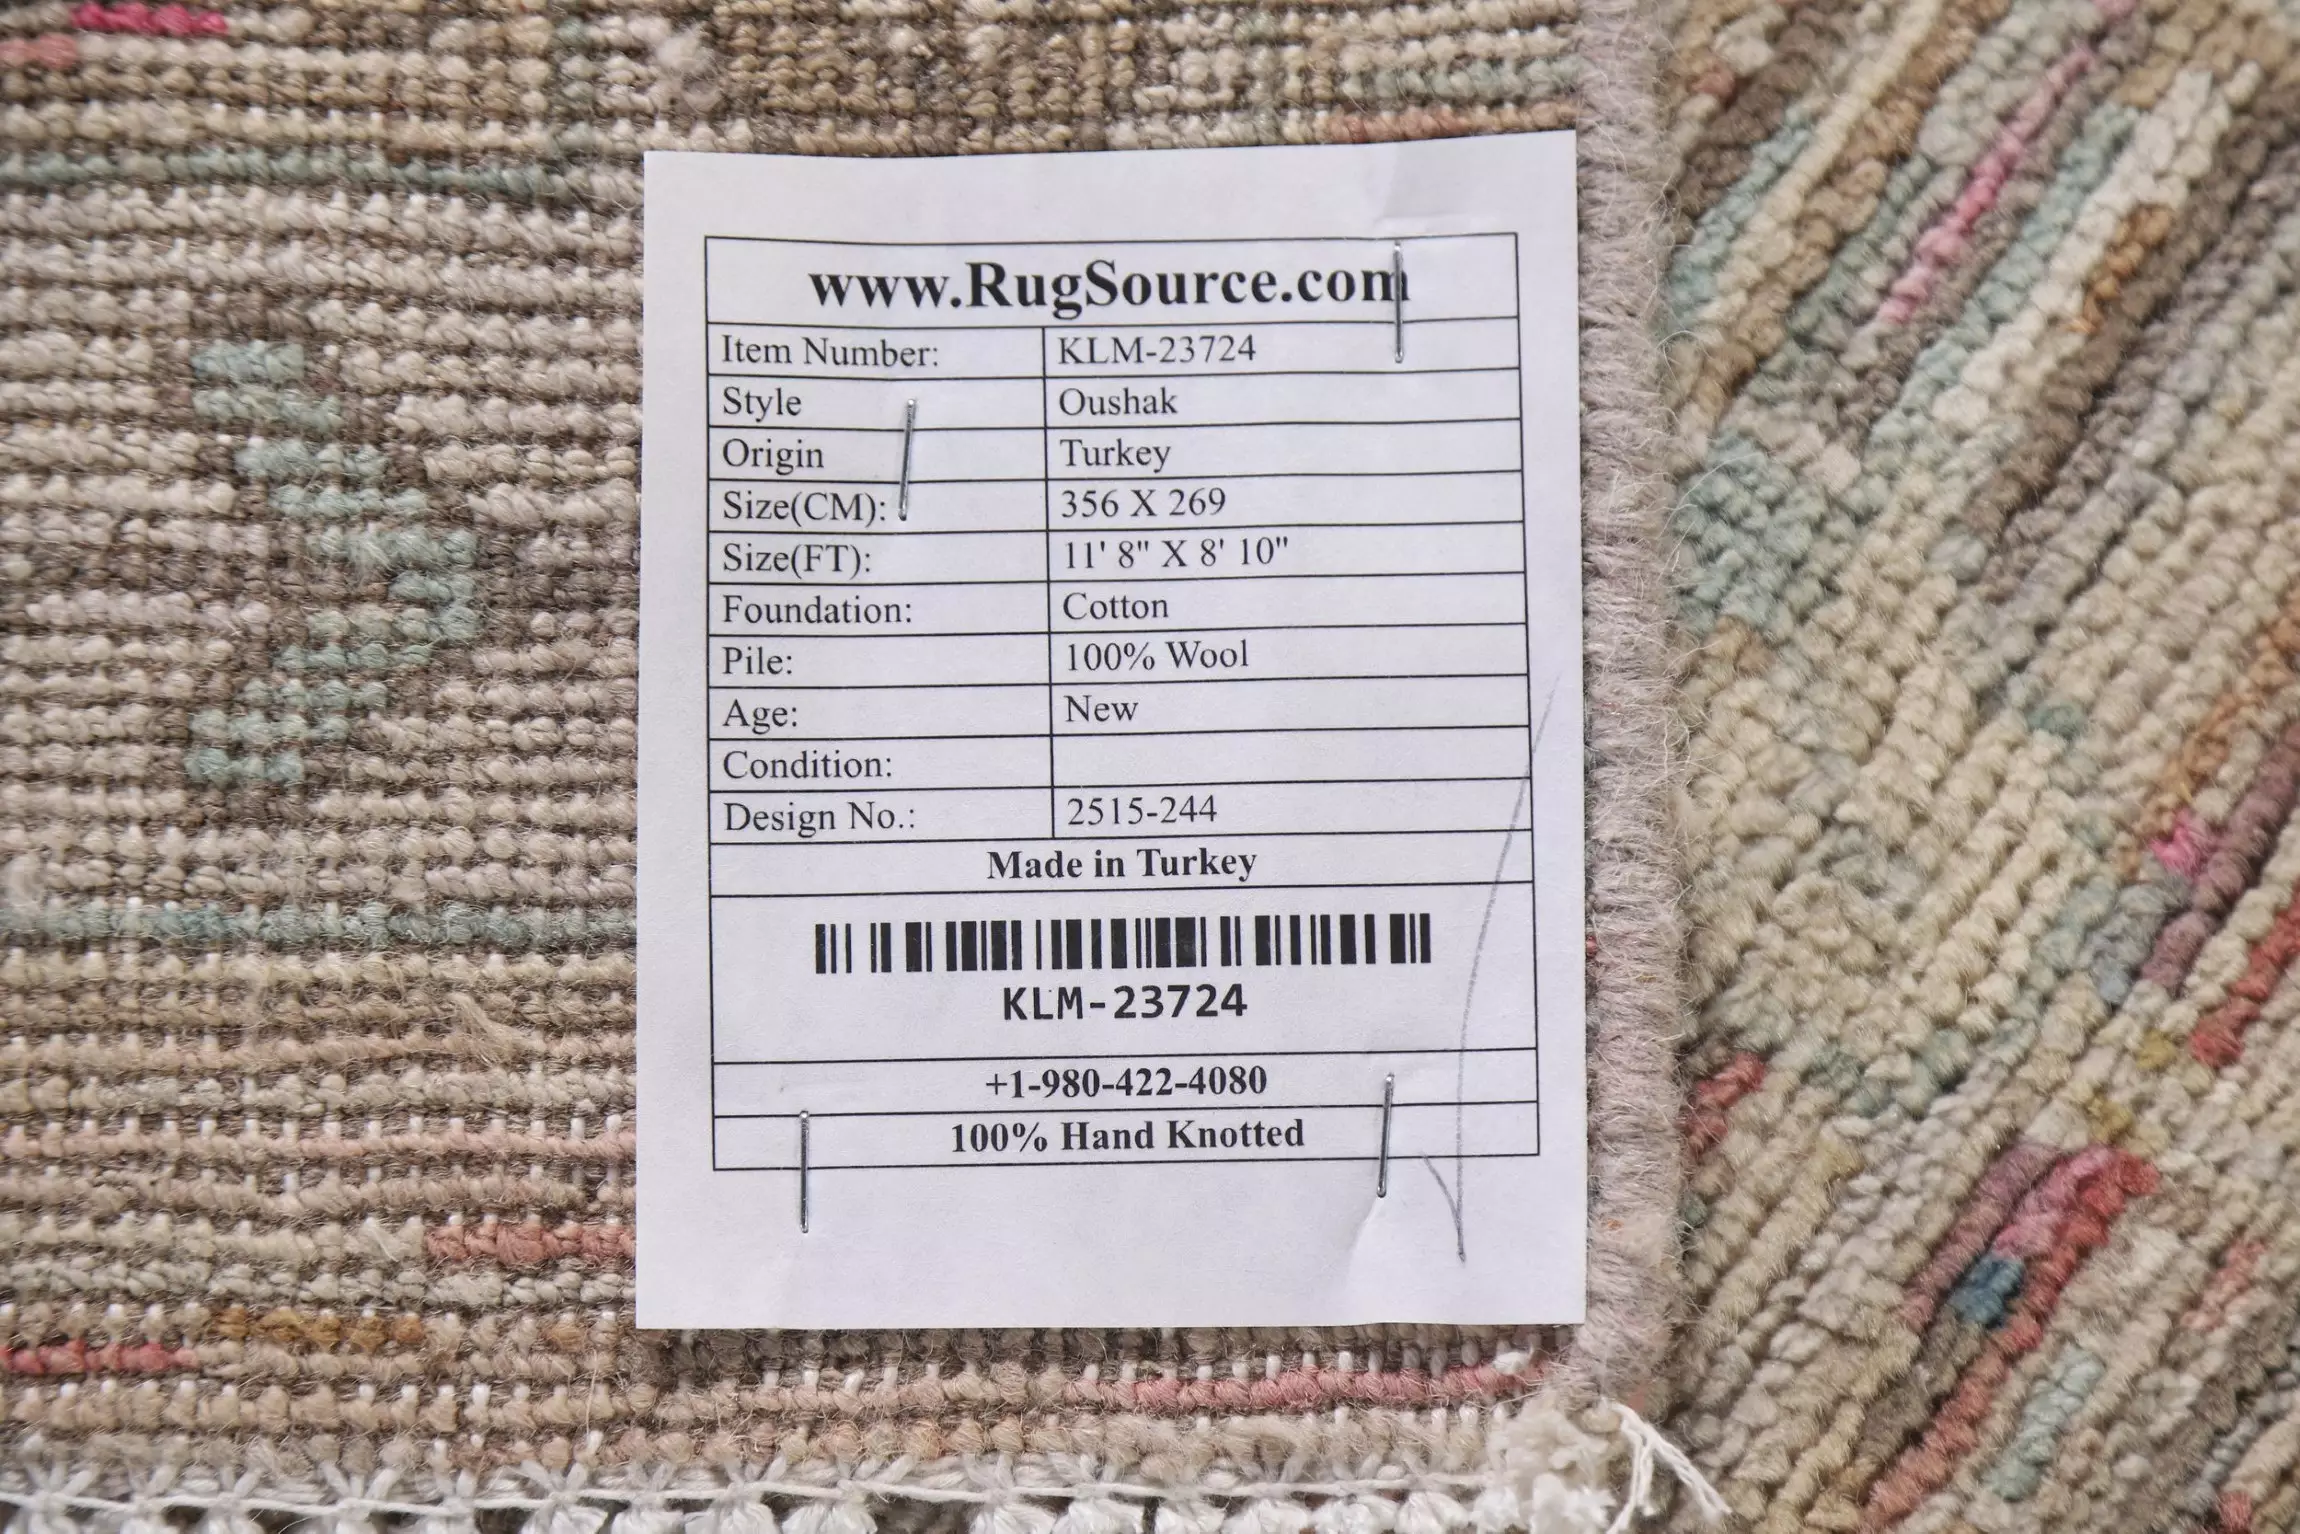 www.RugSource.com
Item Number: KLM-23724
Style Oushak
Origin Turkey
Size(CM): 356 X 269
Size(FT): 11' 8" X 8' 10"
Foundation: Cotton
Pile: 100% Wool
Age: New
Condition:
Design No.: 2515-244
Made in Turkey
KLM-23724
+1-980-422-4080
100% Hand Knotted